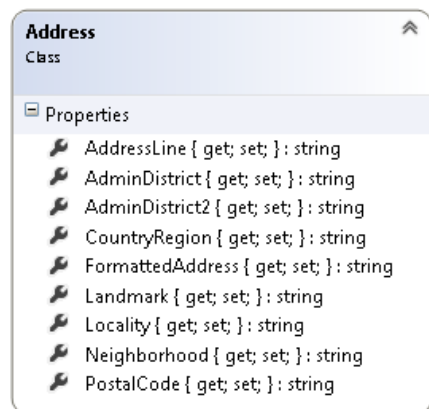 Address
Class
Properties
AddressLine { get; set; } : string
AdminDistrict { get; set; } : string
AdminDistrict2 { get; set; } : string
CountryRegion { get; set; } : string
FormattedAddress { get; set; } : string
Landmark { get; set; } : string
Locality { get; set; } : string
Neighborhood { get; set; } : string
PostalCode { get; set; } : string